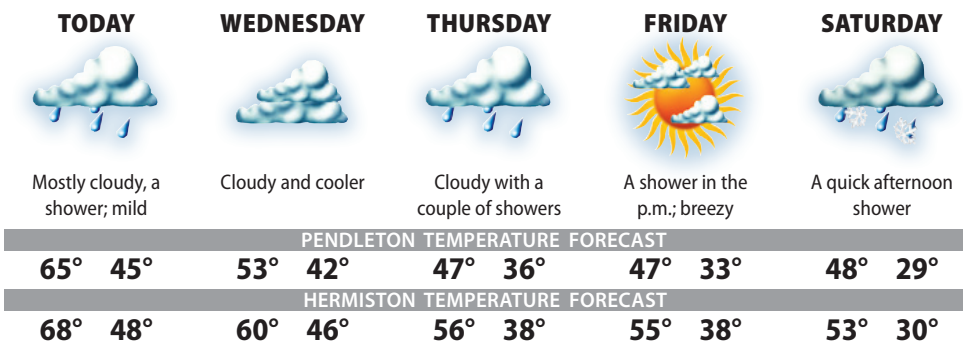 TODAY WEDNESDAY THURSDAY FRIDAY SATURDAY
Mostly cloudy, a Cloudy and cooler Cloudy with a A shower in the A quick afternoon
shower; mild couple of showers p.m.; breezy shower
PENDLETON TEMPERATURE FORECAST
65° 45° 53° 42° 47° 36° 47° 33° 48° 29°
HERMISTON TEMPERATURE FORECAST
68° 48° 60° 46° 56° 38° 55° 38° 53° 30°